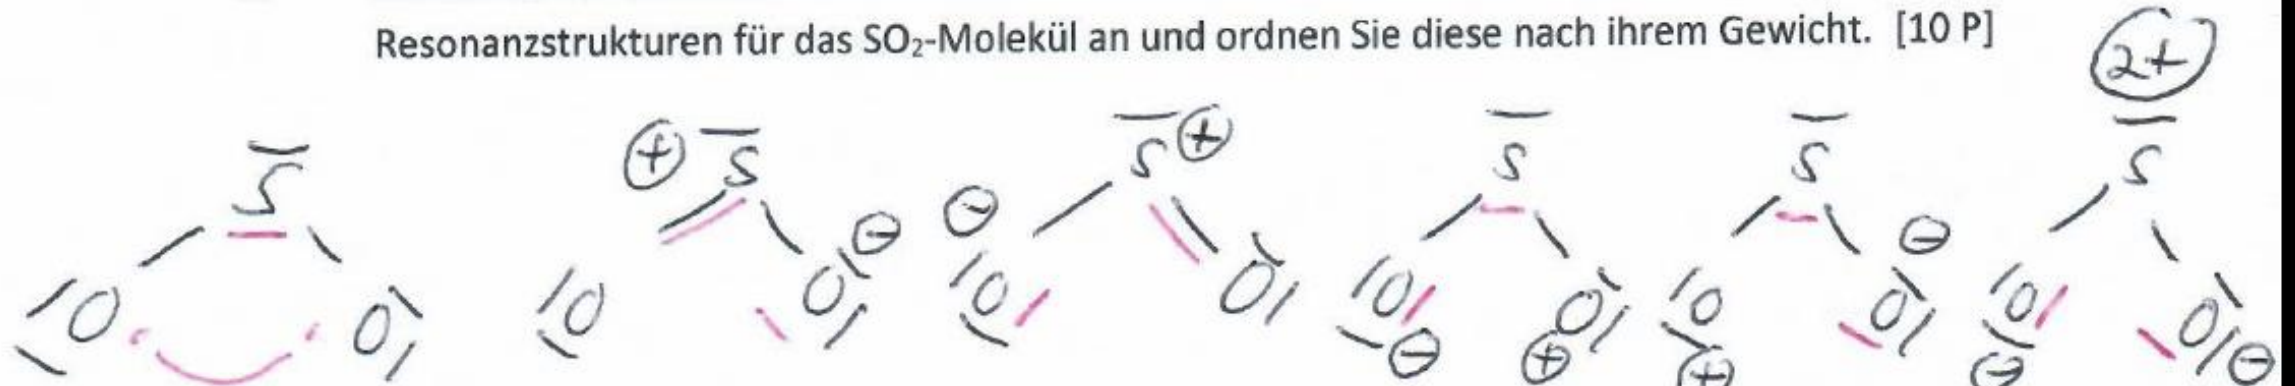 Resonanzstrukturen für das SO₂-Molekül an und ordnen Sie diese nach ihrem Gewicht. [10 P]
2+
+ S S + S S S
S
- -
- O O O O O O O O O O -
O O
- + + - -